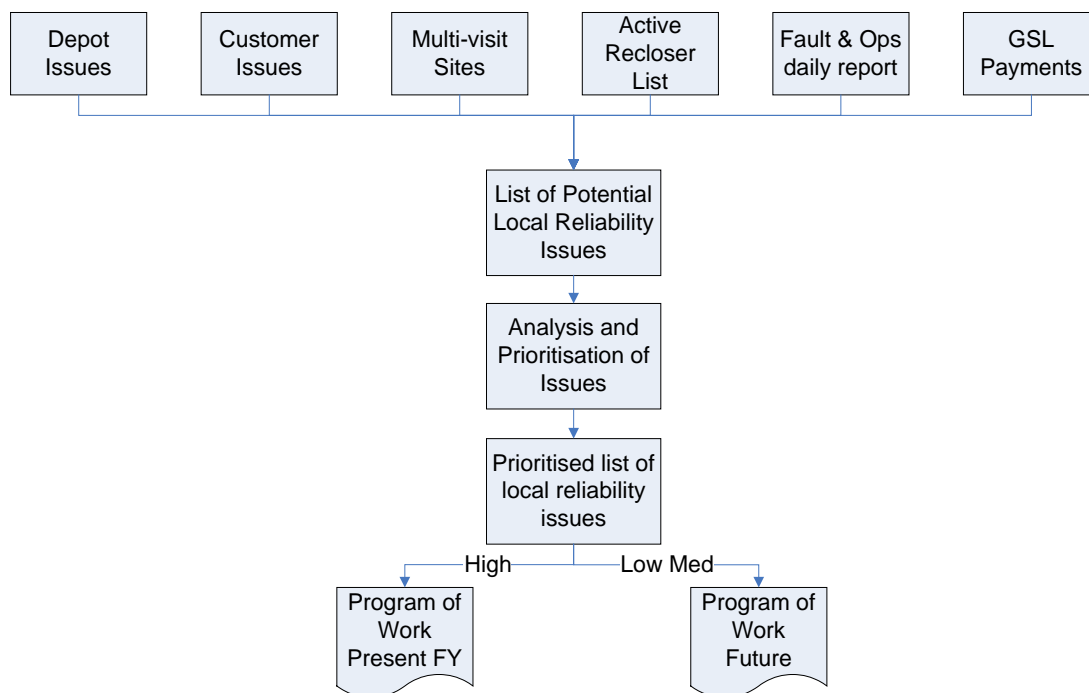 Depot
Issues
Customer
Issues
Multi-visit
Sites
Active
Recloser
List
Fault & Ops
daily report
GSL
Payments
List of Potential
Local Reliability
Issues
Analysis and
Prioritisation of
Issues
Prioritised list of
local reliability
issues
High
Low Med
Program of
Work
Present FY
Program of
Work
Future